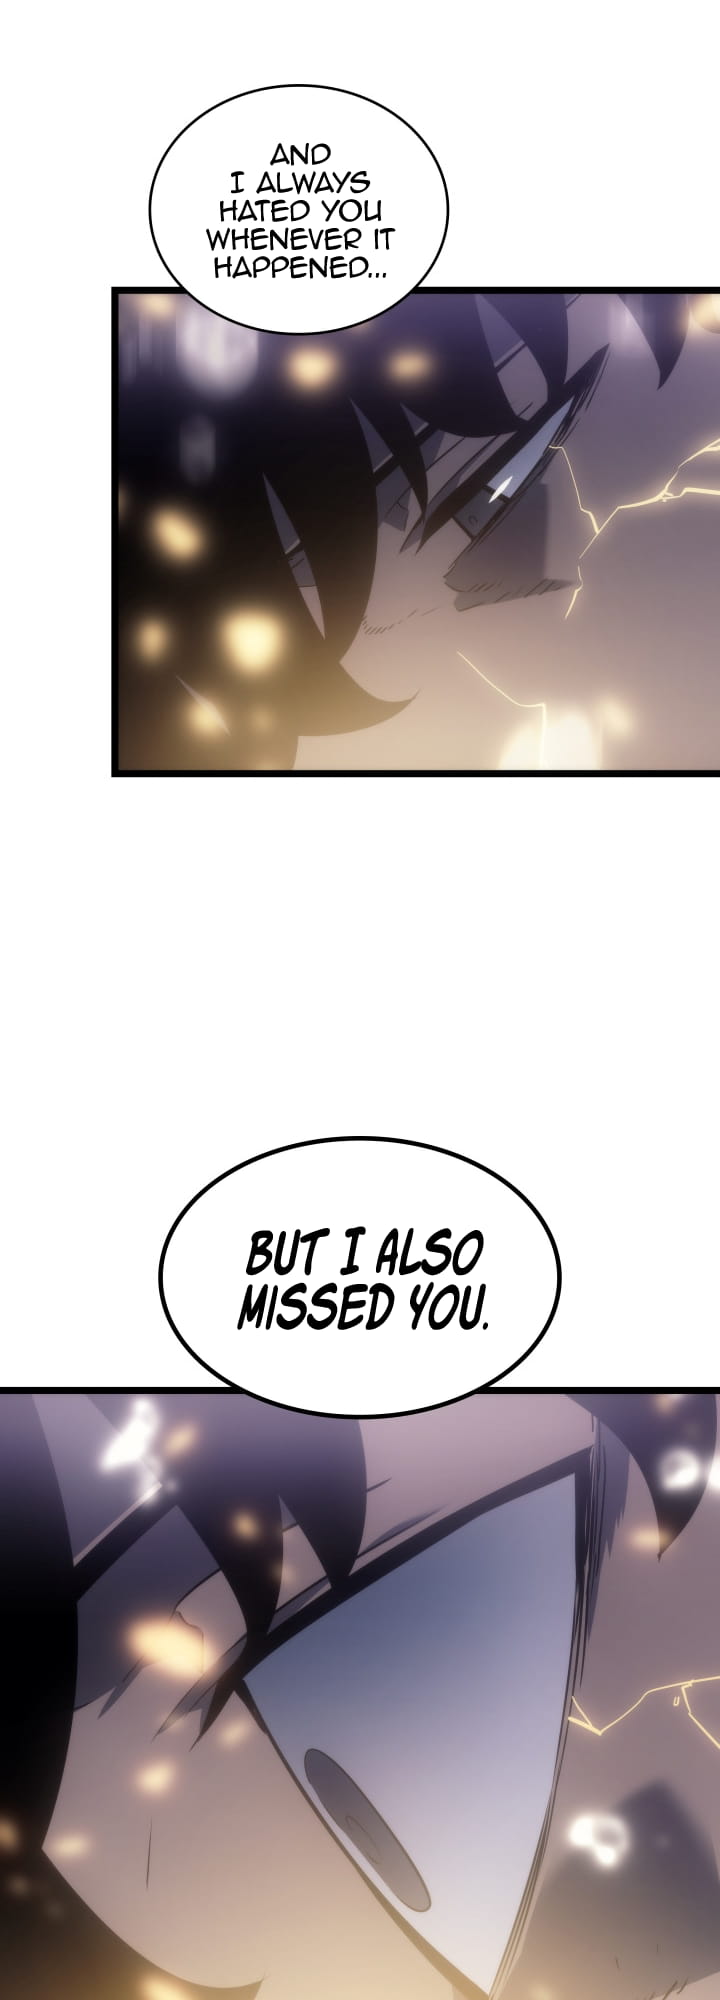 AND
I ALWAYS
HATED YOU
WHENEVER IT
HAPPENED...
BUT I ALSO
MISSED YOU.